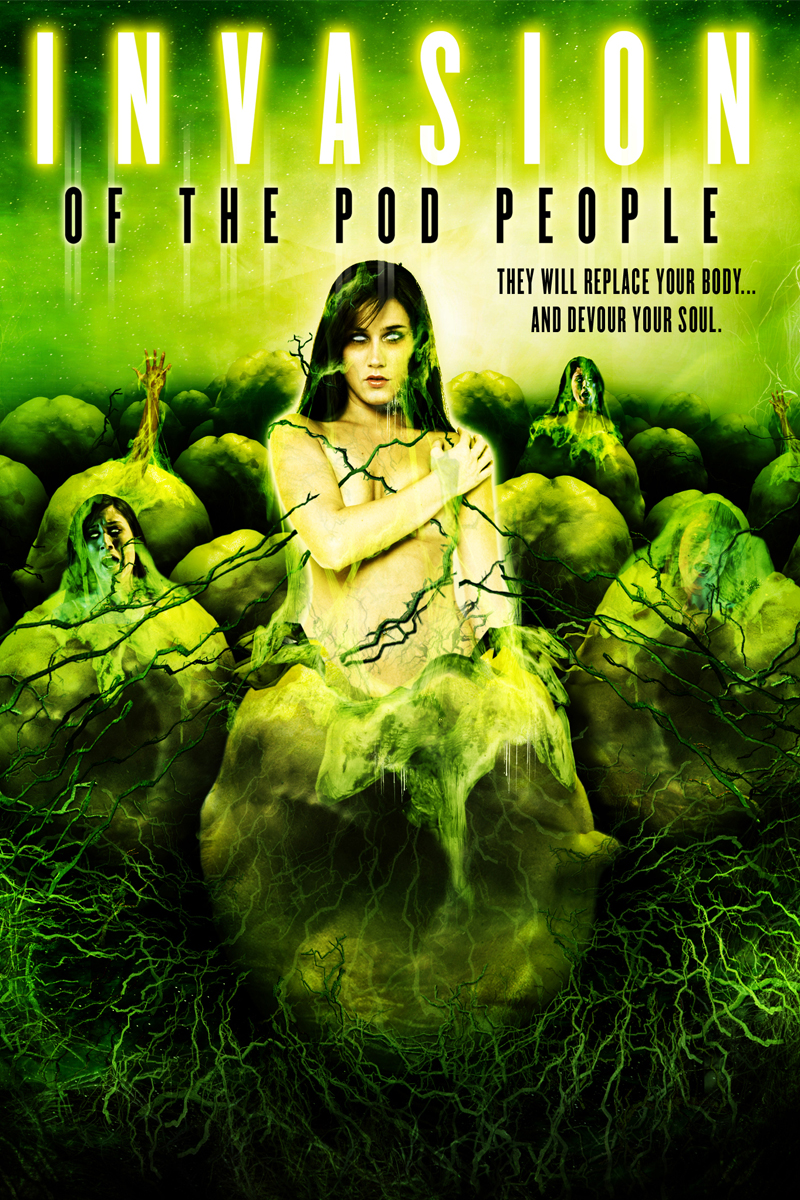 INVASION
OF THE POD PEOPLE
THEY WILL REPLACE YOUR BODY...
AND DEVOUR YOUR SOUL.